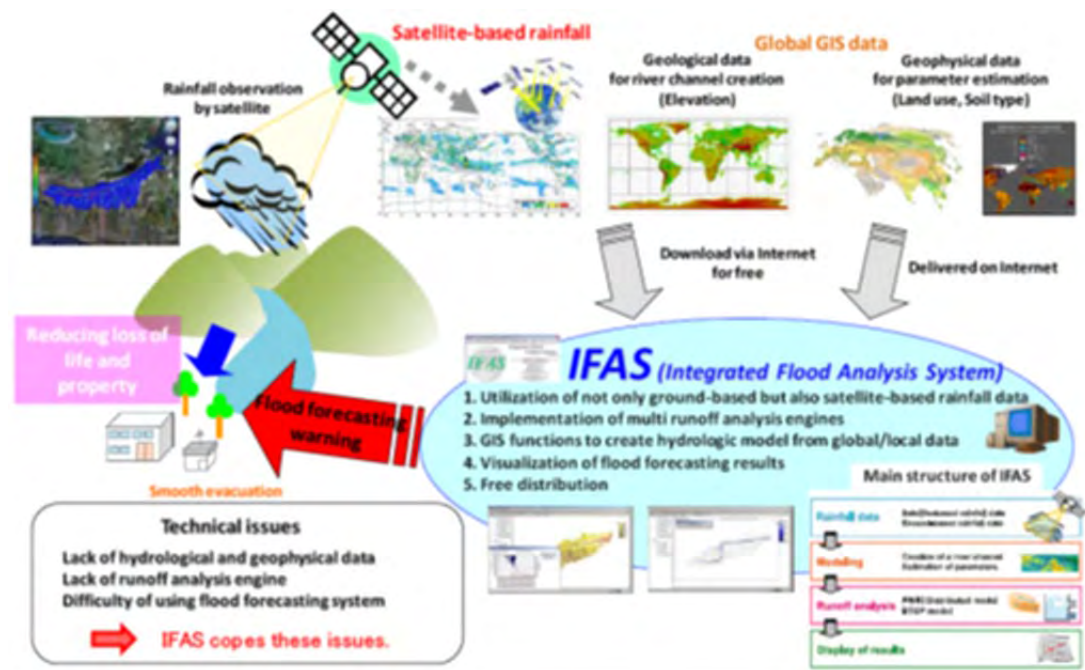 Satellite-based rainfall
Rainfall observation
by satellite
Global GIS data
Geological data
for river channel creation
(Elevation)
Geophysical data
for parameter estimation
(Land use, Soil type)
Download via Internet
for free
Delivered on Internet
Reducing loss of
life and
property
Flood forecasting
warning
Smooth evacuation
IFAS
IFAS (Integrated Flood Analysis System)
1. Utilization of not only ground-based but also satellite-based rainfall data
2. Implementation of multi runoff analysis engines
3. GIS functions to create hydrologic model from global/local data
4. Visualization of flood forecasting results
5. Free distribution
Technical issues
Lack of hydrological and geophysical data
Lack of runoff analysis engine
Difficulty of using flood forecasting system
IFAS copes these issues.
Main structure of IFAS
Rainfall data
Modeling
Creation of a river channel
Estimation of parameters
Runoff analysis
Display of results